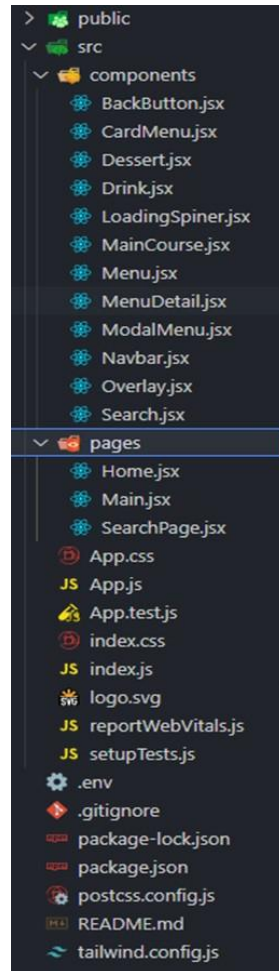 public
src
components
BackButton.jsx
CardMenu.jsx
Dessert.jsx
Drink.jsx
LoadingSpiner.jsx
MainCourse.jsx
Menu.jsx
MenuDetail.jsx
ModalMenu.jsx
Navbar.jsx
Overlay.jsx
Search.jsx
pages
Home.jsx
Main.jsx
SearchPage.jsx
App.css
JS App.js
App.test.js
index.css
JS index.js
SVG logo.svg
JS reportWebVitals.js
JS setupTests.js
.env
.gitignore
package-lock.json
package.json
postcss.config.js
README.md
tailwind.config.js